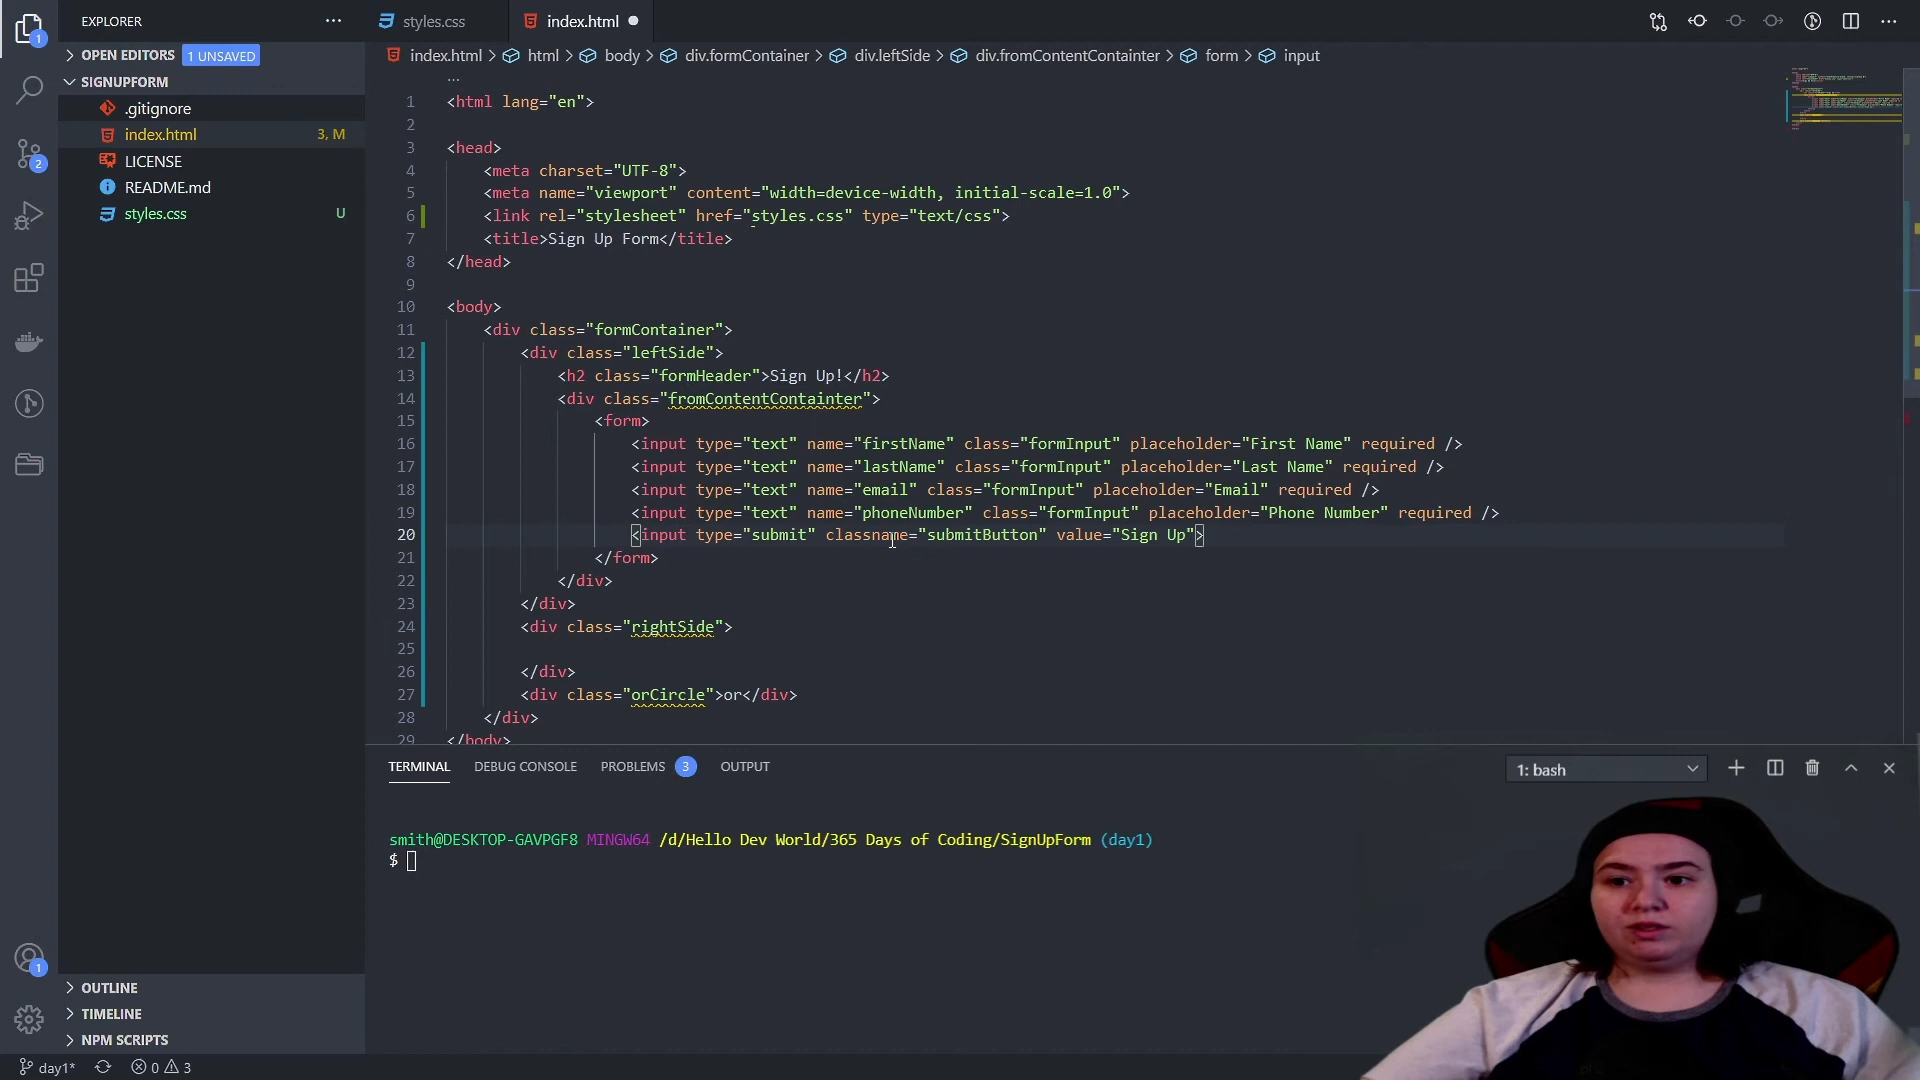 EXPLORER
OPEN EDITORS 1 UNSAVED
SIGNUPFORM
.gitignore
index.html 3, M
LICENSE
README.md
styles.css U
OUTLINE
TIMELINE
NPM SCRIPTS
1
2
1
styles.css
index.html
index.html > html > body > div.formContainer > div.leftSide > div.fromContentContainter > form > input
1 <html lang="en">
2
3 <head>
4 <meta charset="UTF-8">
5 <meta name="viewport" content="width=device-width, initial-scale=1.0">
6 <link rel="stylesheet" href="styles.css" type="text/css">
7 <title>Sign Up Form</title>
8 </head>
9
10 <body>
11 <div class="formContainer">
12 <div class="leftSide">
13 <h2 class="formHeader">Sign Up!</h2>
14 <div class="fromContentContainter">
15 <form>
16 <input type="text" name="firstName" class="formInput" placeholder="First Name" required />
17 <input type="text" name="lastName" class="formInput" placeholder="Last Name" required />
18 <input type="text" name="email" class="formInput" placeholder="Email" required />
19 <input type="text" name="phoneNumber" class="formInput" placeholder="Phone Number" required />
20 <input type="submit" classname="submitButton" value="Sign Up">
21 </form>
22 </div>
23 </div>
24 <div class="rightSide">
25
26 </div>
27 <div class="orCircle">or</div>
28 </div>
29 </body>
TERMINAL DEBUG CONSOLE PROBLEMS 3 OUTPUT
1: bash
smith@DESKTOP-GAVPGF8 MINGW64 /d/Hello Dev World/365 Days of Coding/SignUpForm (day1)
$
day1* 0 3